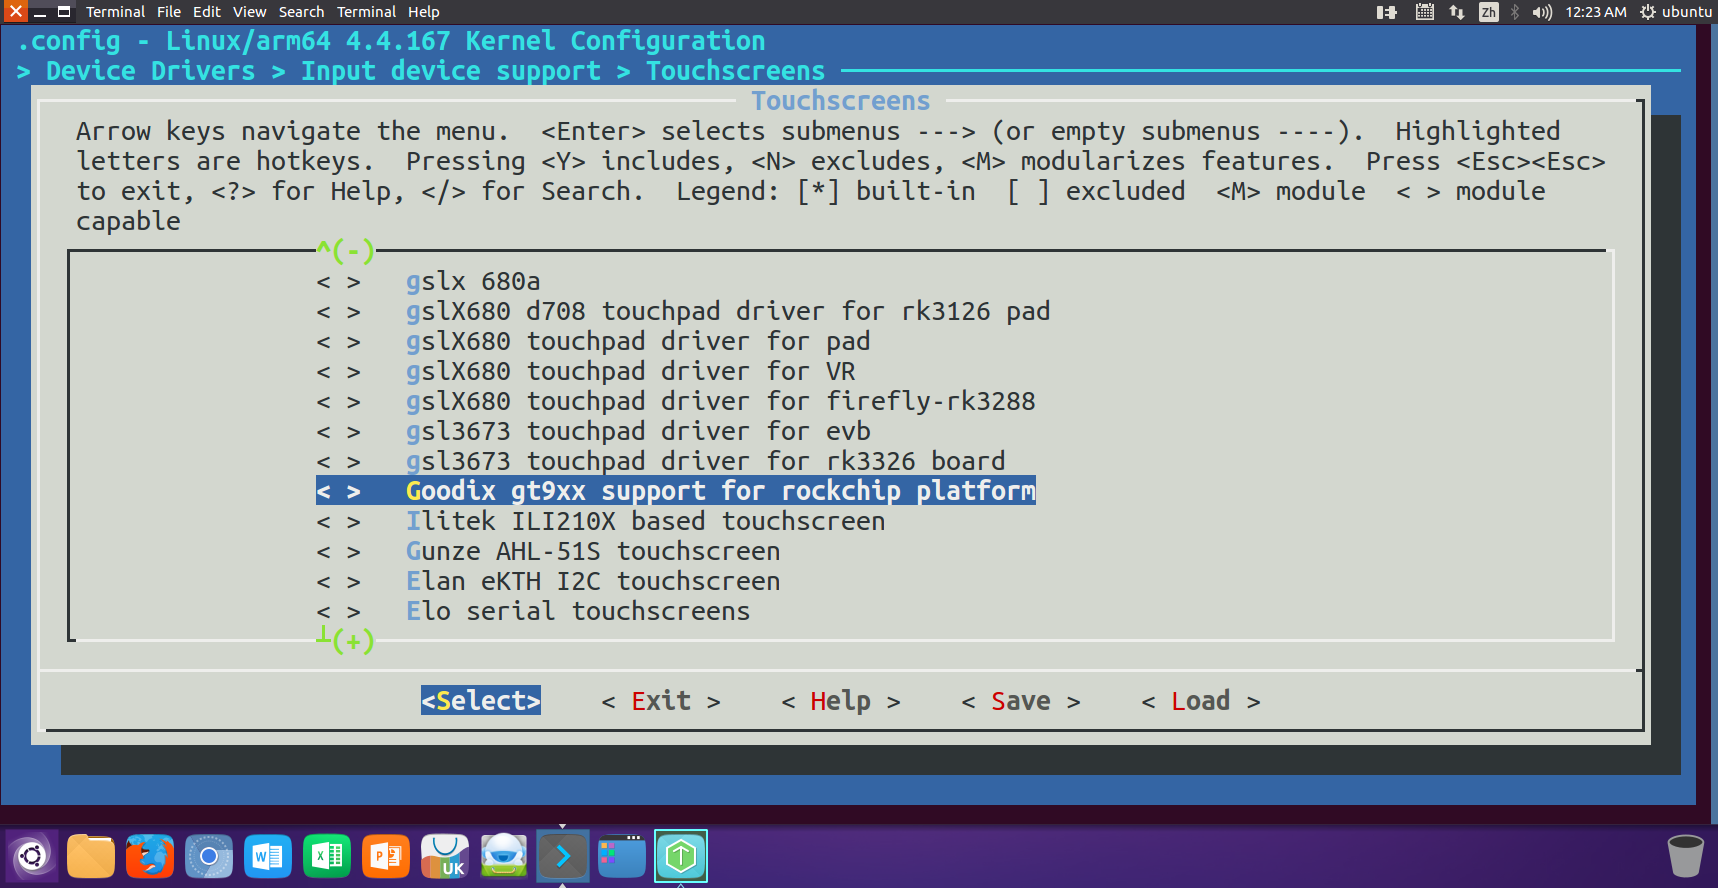 Terminal File Edit View Search Terminal Help Zh 12:23 AM ubuntu
.config - Linux/arm64 4.4.167 Kernel Configuration
> Device Drivers > Input device support > Touchscreens
Touchscreens
Arrow keys navigate the menu.  <Enter> selects submenus ---> (or empty submenus ----).  Highlighted
letters are hotkeys.  Pressing <Y> includes, <N> excludes, <M> modularizes features.  Press <Esc><Esc>
to exit, <?> for Help, </> for Search.  Legend: [*] built-in  [ ] excluded  <M> module  < > module
capable
^(-)
< >   gslx 680a
< >   gslX680 d708 touchpad driver for rk3126 pad
< >   gslX680 touchpad driver for pad
< >   gslX680 touchpad driver for VR
< >   gslX680 touchpad driver for firefly-rk3288
< >   gsl3673 touchpad driver for evb
< >   gsl3673 touchpad driver for rk3326 board
< >   Goodix gt9xx support for rockchip platform
< >   Ilitek ILI210X based touchscreen
< >   Gunze AHL-51S touchscreen
< >   Elan eKTH I2C touchscreen
< >   Elo serial touchscreens
┴(+)
<Select>    < Exit >    < Help >    < Save >    < Load >
W X P UK